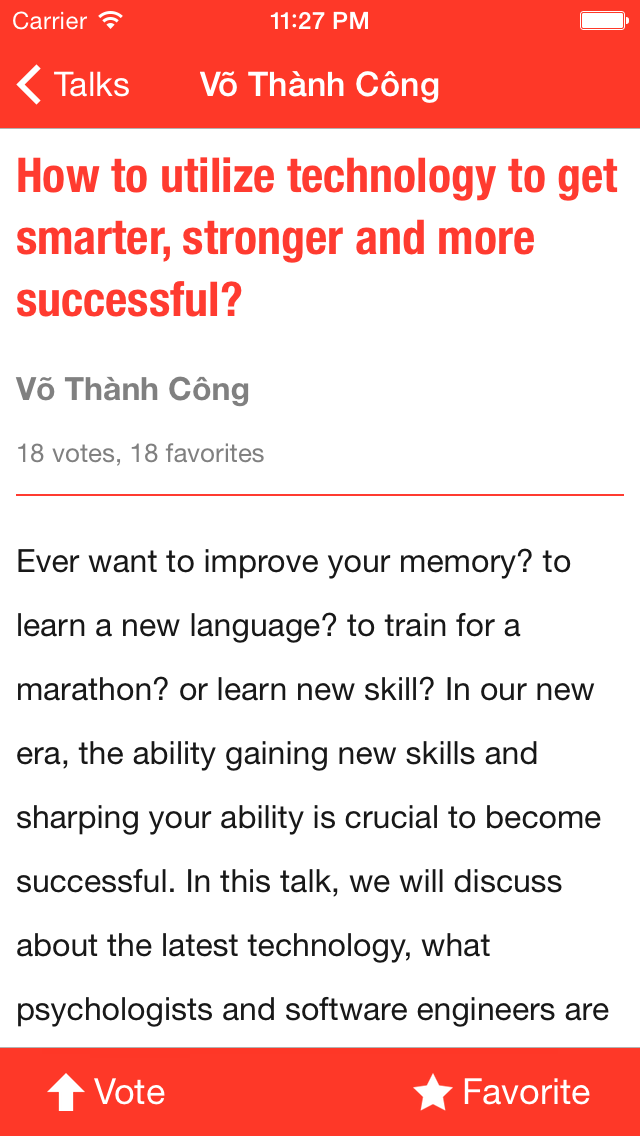 Carrier 11:27 PM
Talks Võ Thành Công
How to utilize technology to get
smarter, stronger and more
successful?
Võ Thành Công
18 votes, 18 favorites
Ever want to improve your memory? to
learn a new language? to train for a
marathon? or learn new skill? In our new
era, the ability gaining new skills and
sharping your ability is crucial to become
successful. In this talk, we will discuss
about the latest technology, what
psychologists and software engineers are
Vote Favorite